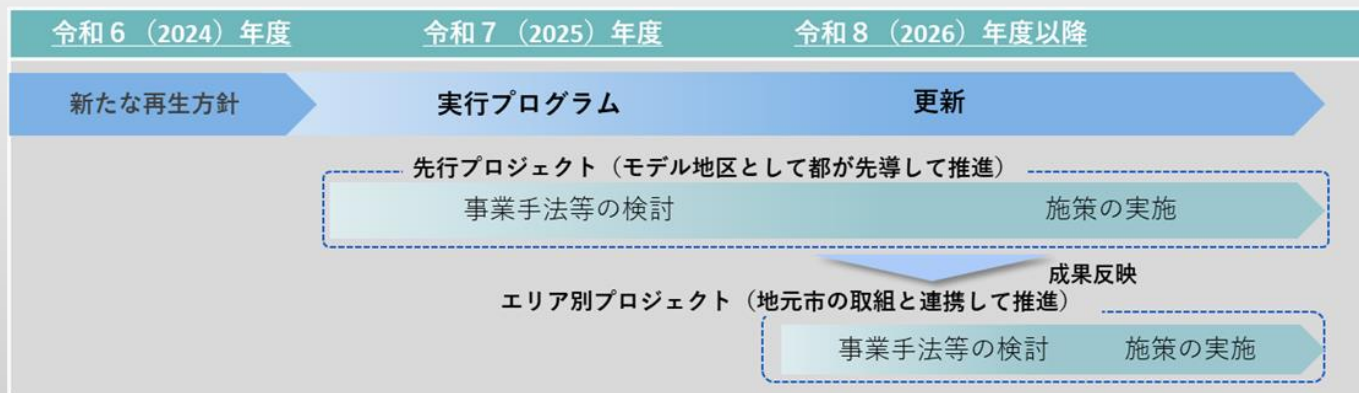 令和６（2024）年度 令和７（2025）年度 令和８（2026）年度以降
新たな再生方針 実行プログラム 更新
先行プロジェクト（モデル地区として都が先導して推進）
事業手法等の検討 施策の実施
成果反映
エリア別プロジェクト（地元市の取組と連携して推進）
事業手法等の検討 施策の実施